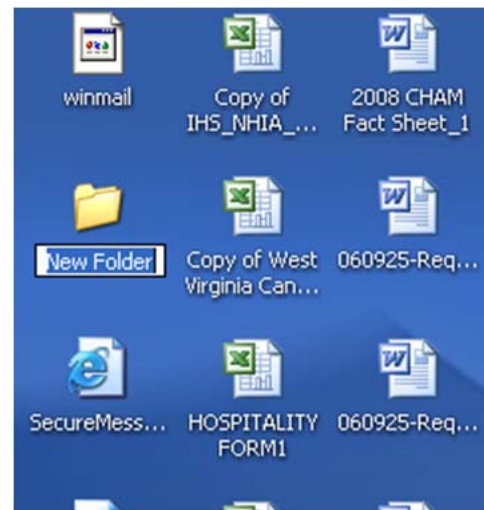 winmail
Copy of
IHS_NHIA_...
2008 CHAM
Fact Sheet_1
New Folder
Copy of West
Virginia Can...
060925-Req...
SecureMess...
HOSPITALITY
FORM1
060925-Req...